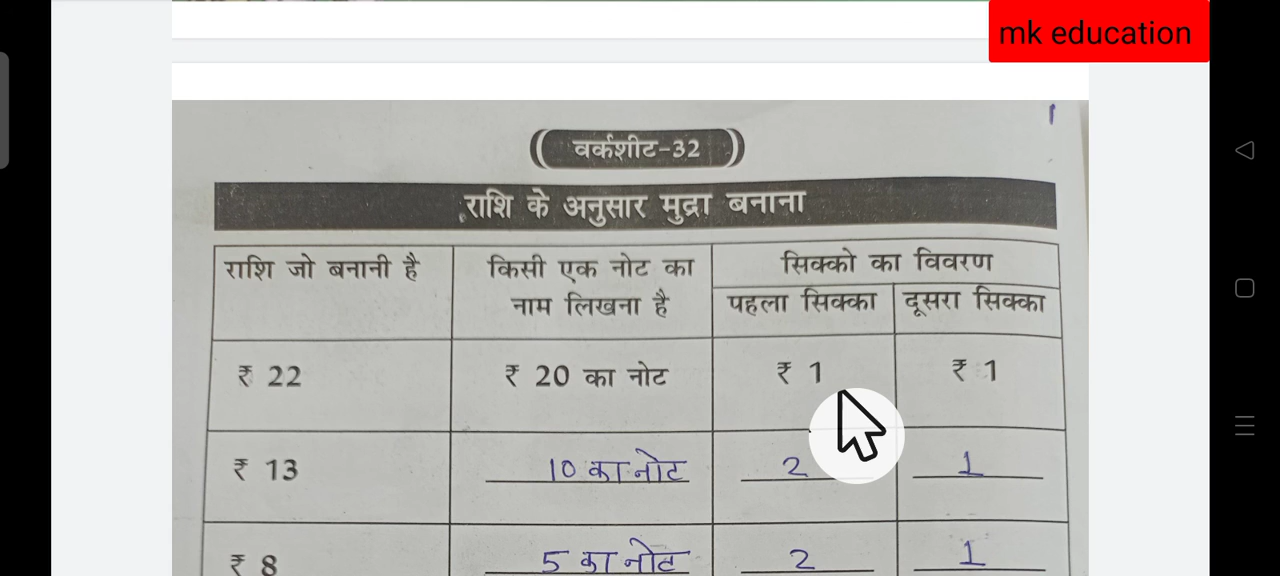 mk education
वर्कशीट-32
राशि के अनुसार मुद्रा बनाना
राशि जो बनानी है
किसी एक नोट का
नाम लिखना है
सिक्को का विवरण
पहला सिक्का
दूसरा सिक्का
₹ 22
₹ 20 का नोट
₹ 1
₹ 1
₹ 13
10 का नोट
2
1
₹ 8
5 का नोट
2
1